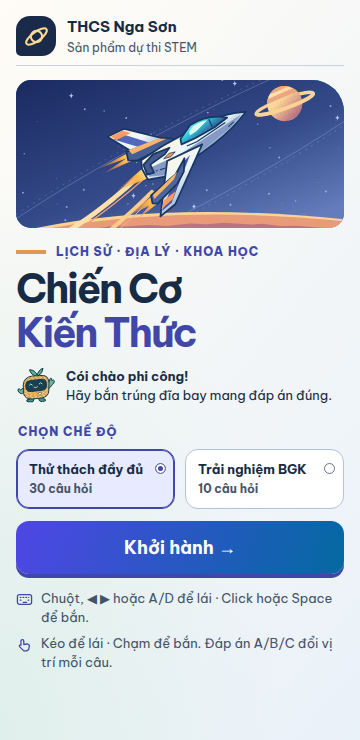 THCS Nga Sơn
Sản phẩm dự thi STEM
LỊCH SỬ · ĐỊA LÝ · KHOA HỌC
Chiến Cơ
Kiến Thức
Cói chào phi công!
Hãy bắn trúng đĩa bay mang đáp án đúng.
CHỌN CHẾ ĐỘ
Thử thách đầy đủ
30 câu hỏi
Trải nghiệm BGK
10 câu hỏi
Khởi hành →
Chuột, ◀ ▶ hoặc A/D để lái · Click hoặc Space
để bắn.
Kéo để lái · Chạm để bắn. Đáp án A/B/C đổi vị
trí mỗi câu.